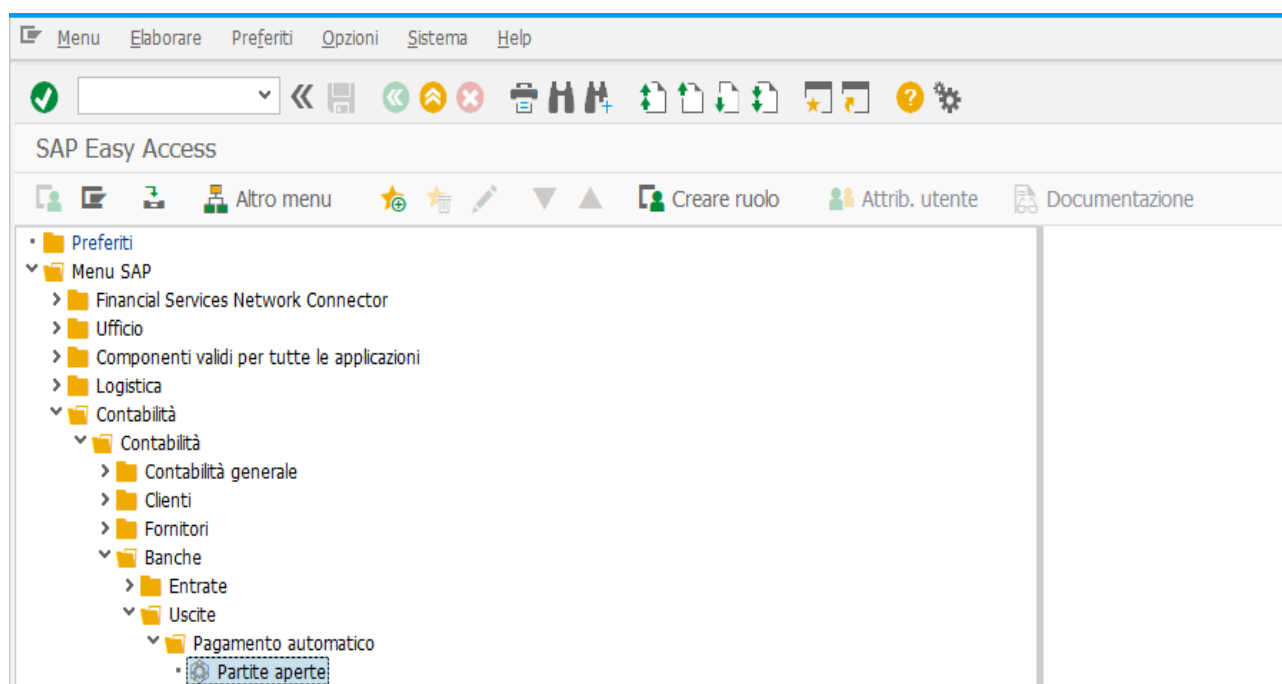 Menu Elaborare Preferiti Opzioni Sistema Help
SAP Easy Access
Altro menu Creare ruolo Attrib. utente Documentazione
Preferiti
Menu SAP
Financial Services Network Connector
Ufficio
Componenti validi per tutte le applicazioni
Logistica
Contabilità
Contabilità
Contabilità generale
Clienti
Fornitori
Banche
Entrate
Uscite
Pagamento automatico
Partite aperte